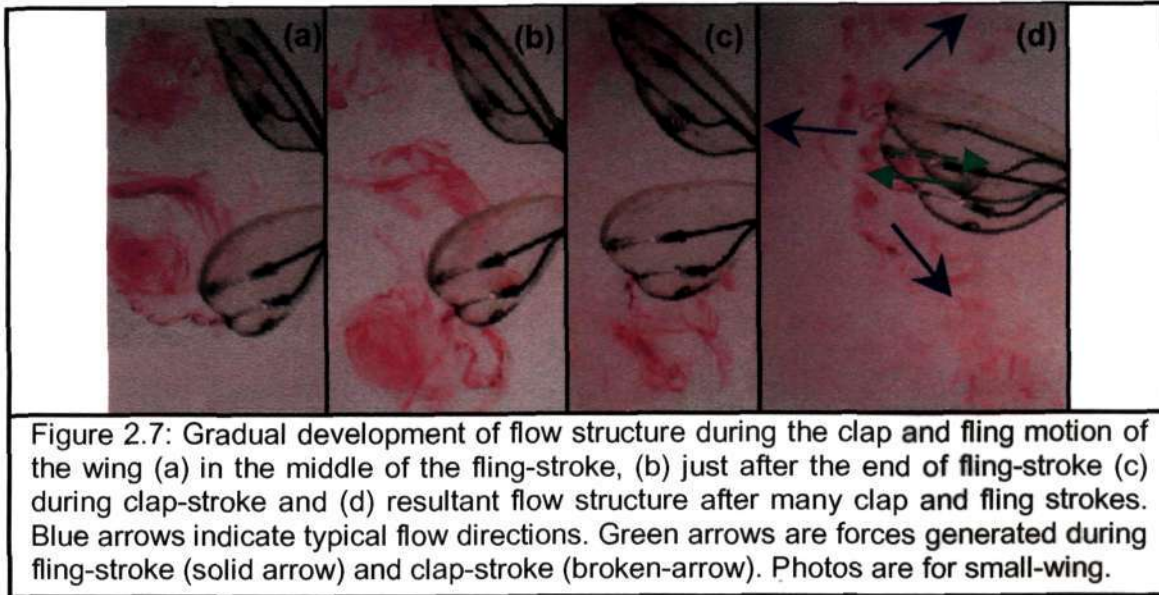 (a) (b) (c) (d)
Figure 2.7: Gradual development of flow structure during the clap and fling motion of
the wing (a) in the middle of the fling-stroke, (b) just after the end of fling-stroke (c)
during clap-stroke and (d) resultant flow structure after many clap and fling strokes.
Blue arrows indicate typical flow directions. Green arrows are forces generated during
fling-stroke (solid arrow) and clap-stroke (broken-arrow). Photos are for small-wing.